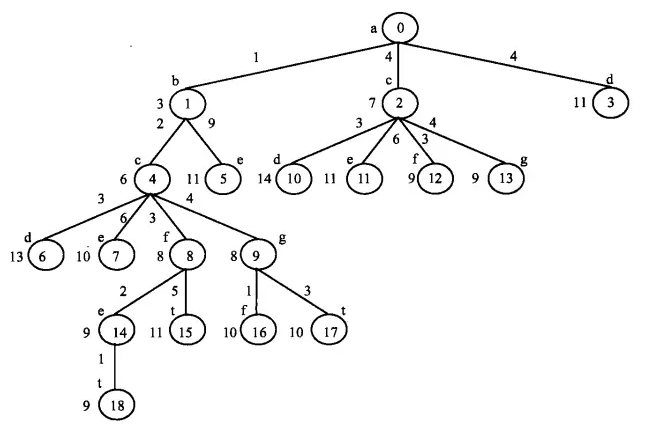 a 0
1 4 4
b c d
3 1 7 2 11 3
2 9 3 6 3 4
c e d e f g
6 4 11 5 14 10 11 11 9 12 9 13
3 6 3 4
d e f g
13 6 10 7 8 8 8 9
2 5 1 3
e t f t
9 14 11 15 10 16 10 17
1
t
9 18